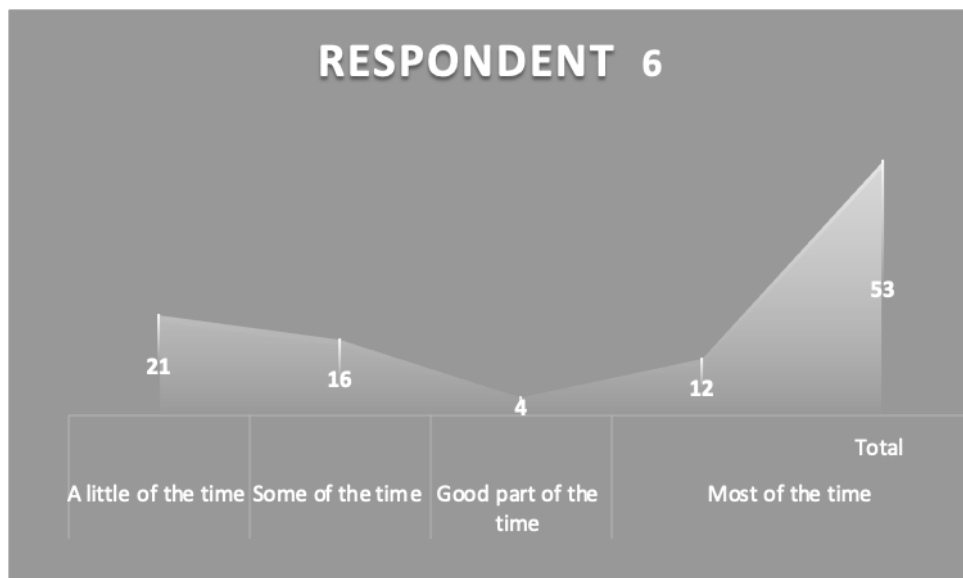 RESPONDENT 6
53
21
16
12
4
Total
A little of the time
Some of the time
Good part of the
time
Most of the time